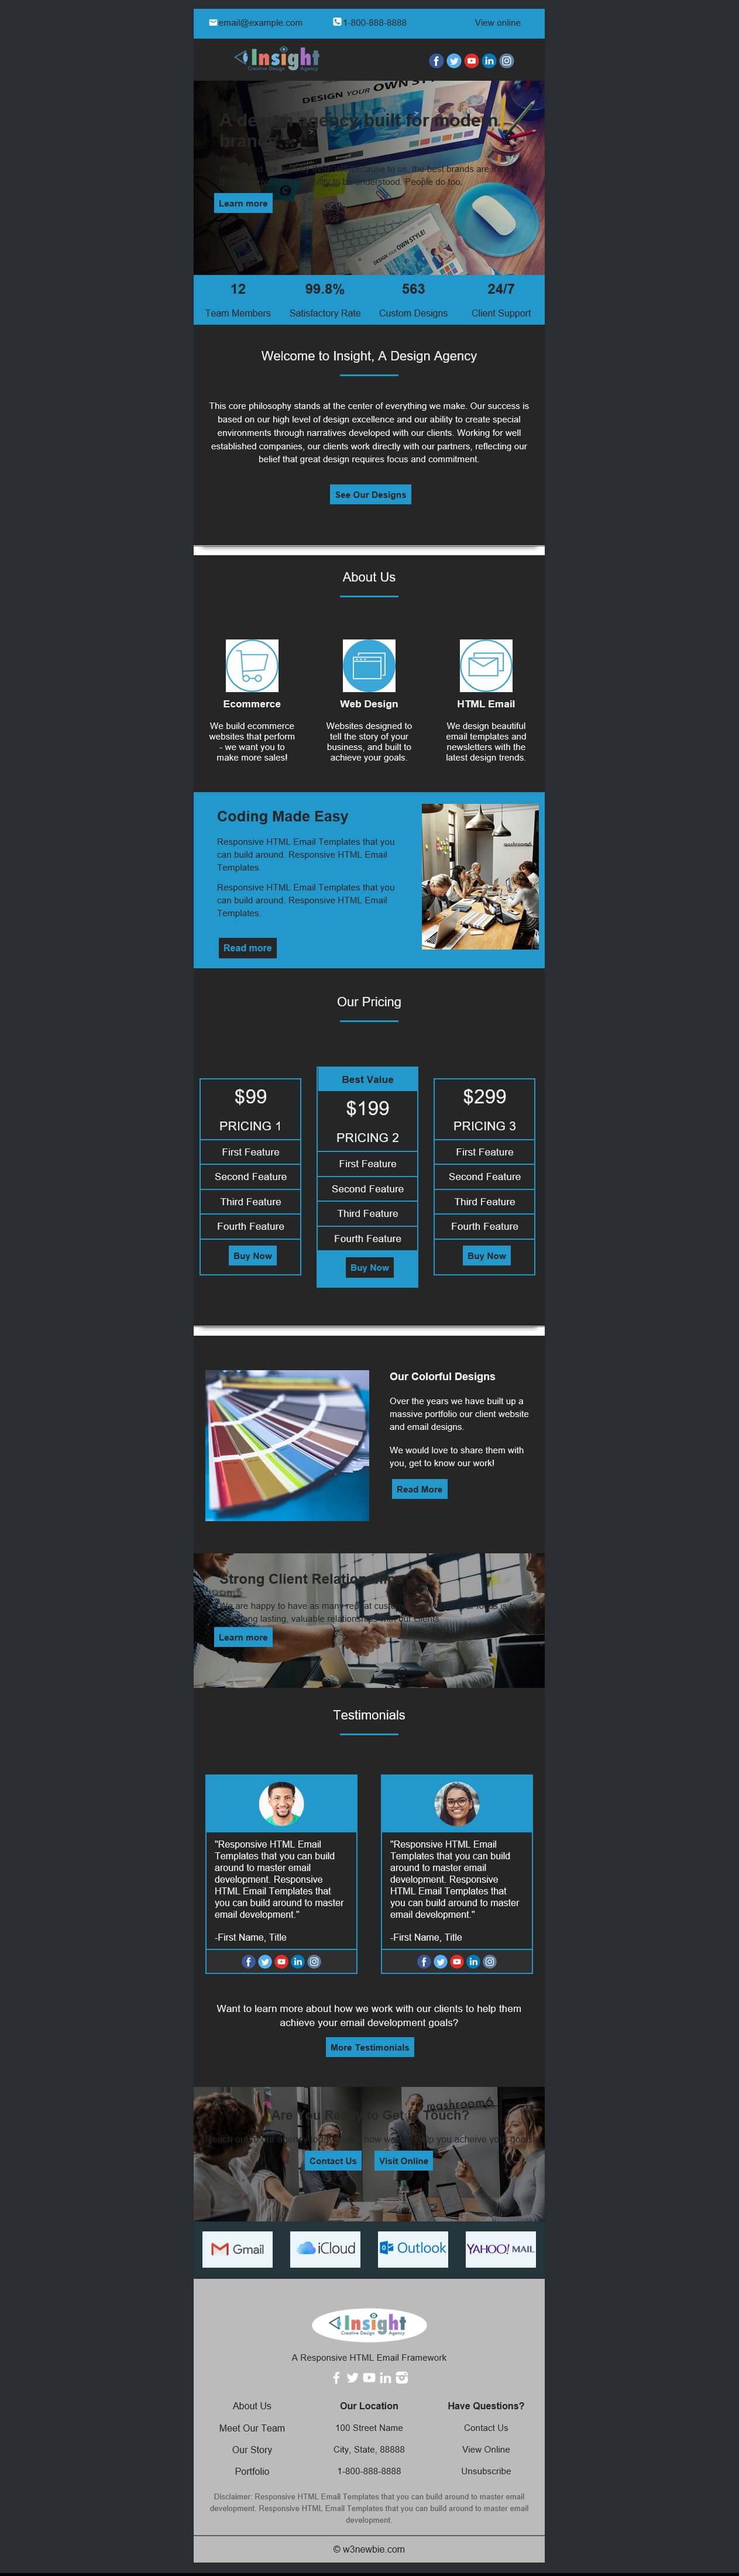 email@example.com
1-800-888-8888
View online
Insight
Creative Design Agency
DESIGN your OWN STYLE!
A design agency built for modern
because to us, the best brands are
to be understood. People do too.
Learn more
12
99.8%
563
24/7
Team Members
Satisfactory Rate
Custom Designs
Client Support
Welcome to Insight, A Design Agency
This core philosophy stands at the center of everything we make. Our success is
based on our high level of design excellence and our ability to create special
environments through narratives developed with our clients. Working for well
established companies, our clients work directly with our partners, reflecting our
belief that great design requires focus and commitment.
See Our Designs
About Us
Ecommerce
We build ecommerce
websites that perform
- we want you to
make more sales!
Web Design
Websites designed to
tell the story of your
business, and built to
achieve your goals.
HTML Email
We design beautiful
email templates and
newsletters with the
latest design trends.
Coding Made Easy
Responsive HTML Email Templates that you
can build around. Responsive HTML Email
Templates.
Responsive HTML Email Templates that you
can build around. Responsive HTML Email
Templates.
Read more
mashroom6
Our Pricing
$99
PRICING 1
First Feature
Second Feature
Third Feature
Fourth Feature
Buy Now
Best Value
$199
PRICING 2
First Feature
Second Feature
Third Feature
Fourth Feature
Buy Now
$299
PRICING 3
First Feature
Second Feature
Third Feature
Fourth Feature
Buy Now
Our Colorful Designs
Over the years we have built up a
massive portfolio our client website
and email designs.
We would love to share them with
you, get to know our work!
Read More
Strong Client
We are happy to have as many repeat
long lasting, valuable relationships with our clients.
Learn more
Testimonials
"Responsive HTML Email
Templates that you can build
around to master email
development. Responsive
HTML Email Templates that
you can build around to master
email development."
-First Name, Title
"Responsive HTML Email
Templates that you can build
around to master email
development. Responsive
HTML Email Templates that
you can build around to master
email development."
-First Name, Title
Want to learn more about how we work with our clients to help them
achieve your email development goals?
More Testimonials
mashroom6
Are You Ready to Get in Touch?
how we you acheive your
Contact Us
Visit Online
Gmail
iCloud
Outlook
YAHOO! MAIL
Insight
Creative Design Agency
A Responsive HTML Email Framework
About Us
Meet Our Team
Our Story
Portfolio
Our Location
100 Street Name
City, State, 88888
1-800-888-8888
Have Questions?
Contact Us
View Online
Unsubscribe
Disclaimer: Responsive HTML Email Templates that you can build around to master email
development. Responsive HTML Email Templates that you can build around to master email
development.
© w3newbie.com